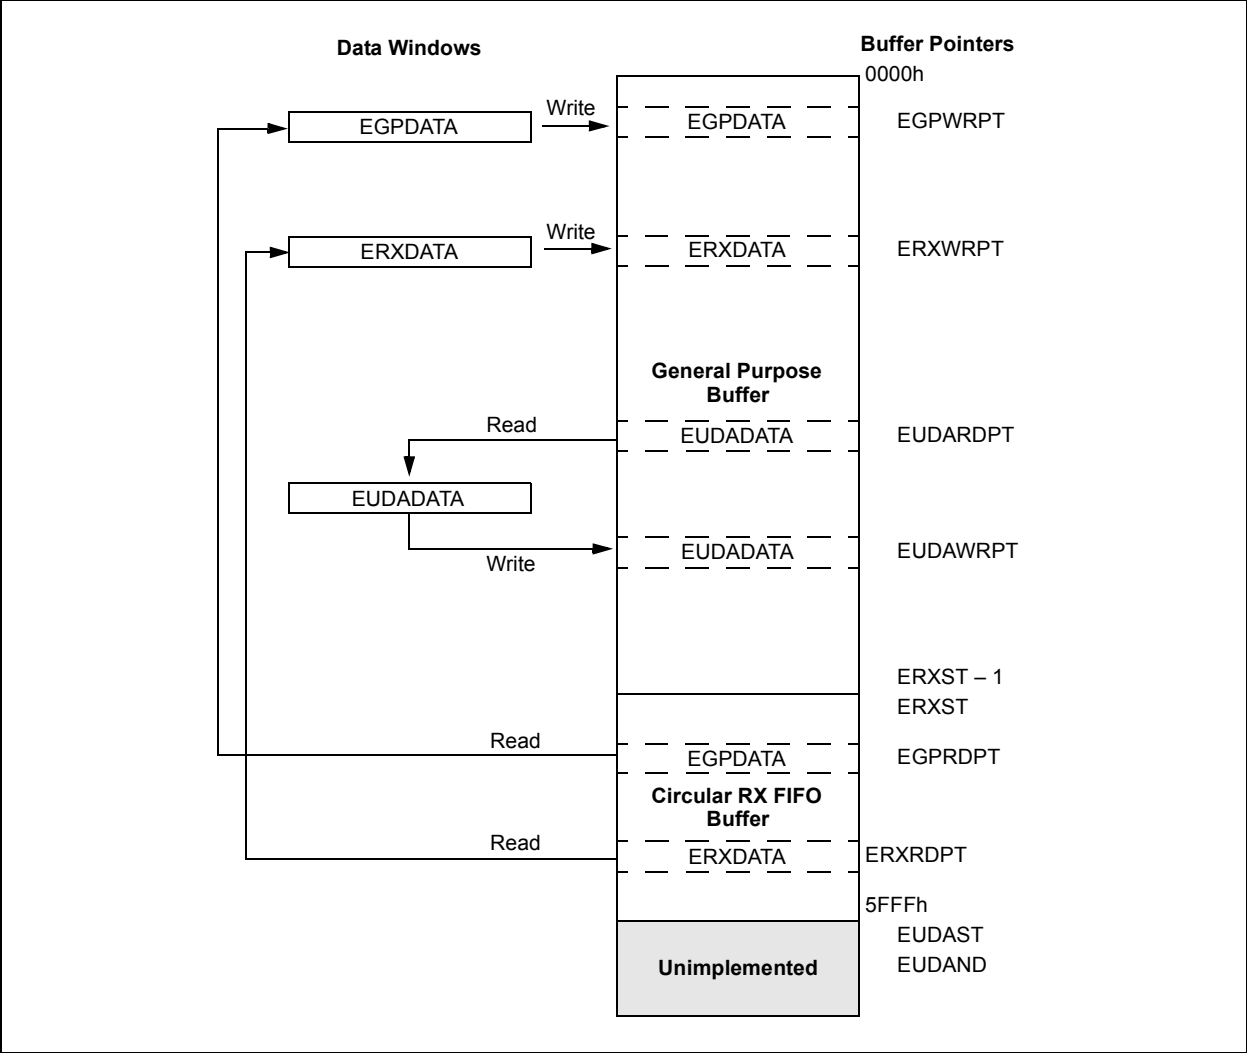 Data Windows
Buffer Pointers
0000h
Write
EGPDATA
EGPDATA
EGPWRPT
Write
ERXDATA
ERXDATA
ERXWRPT
General Purpose
Buffer
Read
EUDADATA
EUDARDPT
EUDADATA
EUDADATA
EUDAWRPT
Write
ERXST – 1
ERXST
Read
EGPDATA
EGPRDPT
Circular RX FIFO
Buffer
Read
ERXDATA
ERXRDPT
5FFFh
EUDAST
Unimplemented
EUDAND